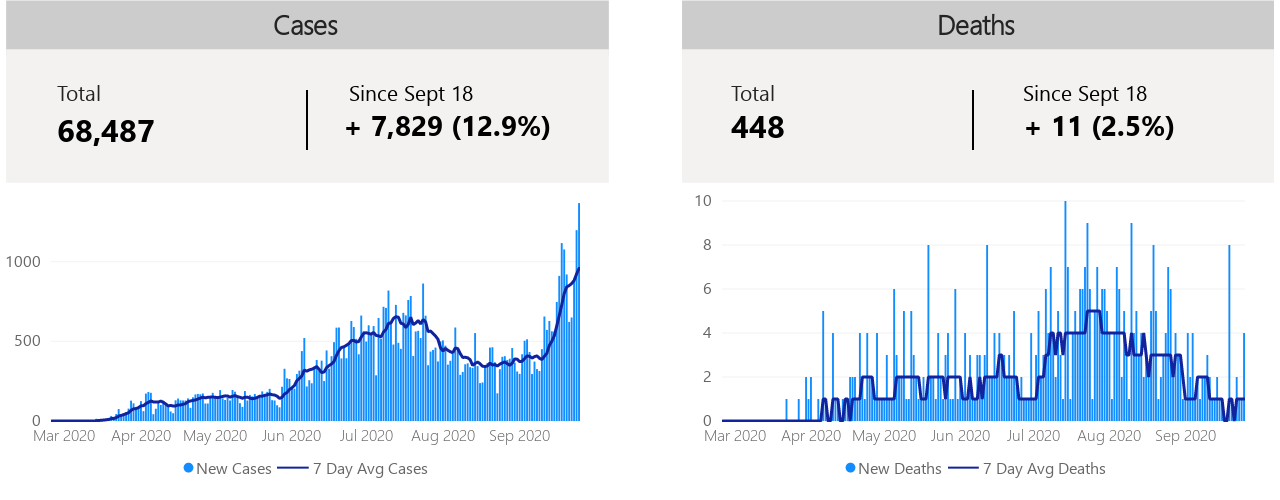 Cases
Total
68,487
Since Sept 18
+ 7,829 (12.9%)
1000
500
0
Mar 2020 Apr 2020 May 2020 Jun 2020 Jul 2020 Aug 2020 Sep 2020
New Cases 7 Day Avg Cases
Deaths
Total
448
Since Sept 18
+ 11 (2.5%)
10
8
6
4
2
0
Mar 2020 Apr 2020 May 2020 Jun 2020 Jul 2020 Aug 2020 Sep 2020
New Deaths 7 Day Avg Deaths